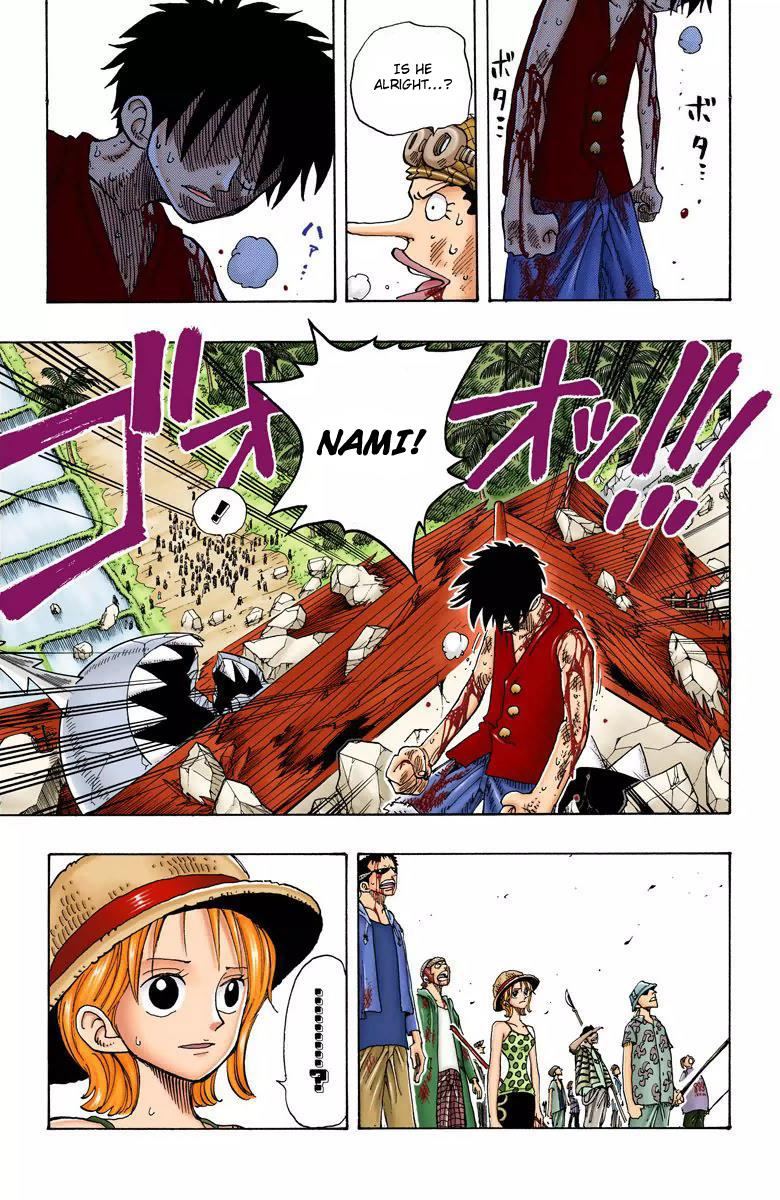 ボタ…
ボタ…
IS HE
ALRIGHT...?
ハァ…
ゴオ
オッ!!!
NAMI!
!
.........?